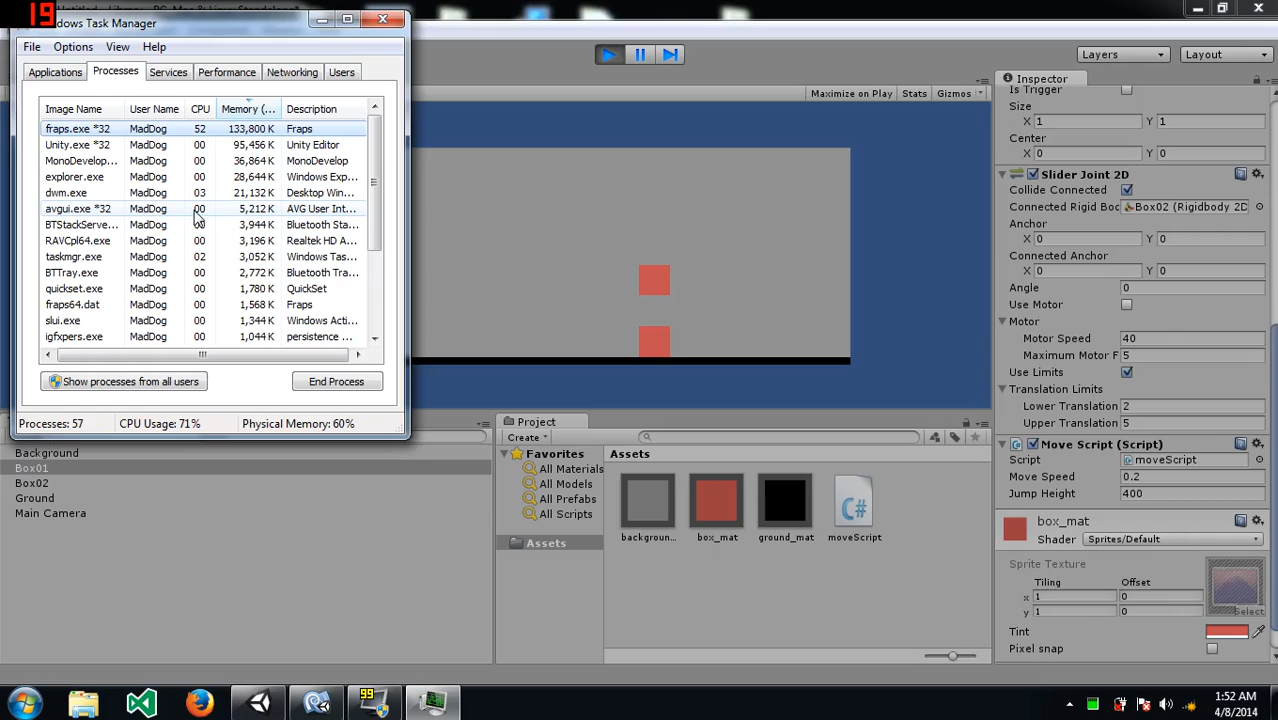 19
ndows Task Manager
File Options View Help
Applications Processes Services Performance Networking Users
Image Name User Name CPU Memory (... Description
fraps.exe *32 MadDog 52 133,800 K Fraps
Unity.exe *32 MadDog 00 95,456 K Unity Editor
MonoDevelop... MadDog 00 36,864 K MonoDevelop
explorer.exe MadDog 00 28,644 K Windows Exp...
dwm.exe MadDog 03 21,132 K Desktop Win...
avgui.exe *32 MadDog 00 5,212 K AVG User Int...
BTStackServe... MadDog 00 3,944 K Bluetooth Sta...
RAVCpl64.exe MadDog 00 3,196 K Realtek HD A...
taskmgr.exe MadDog 02 3,052 K Windows Tas...
BTTray.exe MadDog 00 2,772 K Bluetooth Tra...
quickset.exe MadDog 00 1,780 K QuickSet
fraps64.dat MadDog 00 1,568 K Fraps
slui.exe MadDog 00 1,344 K Windows Acti...
igfxpers.exe MadDog 00 1,044 K persistence ...
Show processes from all users End Process
Processes: 57 CPU Usage: 71% Physical Memory: 60%
Layers Layout
Maximize on Play Stats Gizmos
Inspector
Is Trigger
Size
X 1 Y 1
Center
X 0 Y 0
Slider Joint 2D
Collide Connected
Connected Rigid Boc Box02 (Rigidbody 2D
Anchor
X 0 Y 0
Connected Anchor
X 0 Y 0
Angle 0
Use Motor
Motor
Motor Speed 40
Maximum Motor F 5
Use Limits
Translation Limits
Lower Translation 2
Upper Translation 5
Move Script (Script)
Script moveScript
Move Speed 0.2
Jump Height 400
box_mat
Shader Sprites/Default
Sprite Texture
Tiling Offset
x 1 0
y 1 0
Select
Tint
Pixel snap
Background
Box01
Box02
Ground
Main Camera
Project
Create
Favorites
All Materials
All Models
All Prefabs
All Scripts
Assets
Assets
backgroun... box_mat ground_mat moveScript
C#
99
1:52 AM
4/8/2014